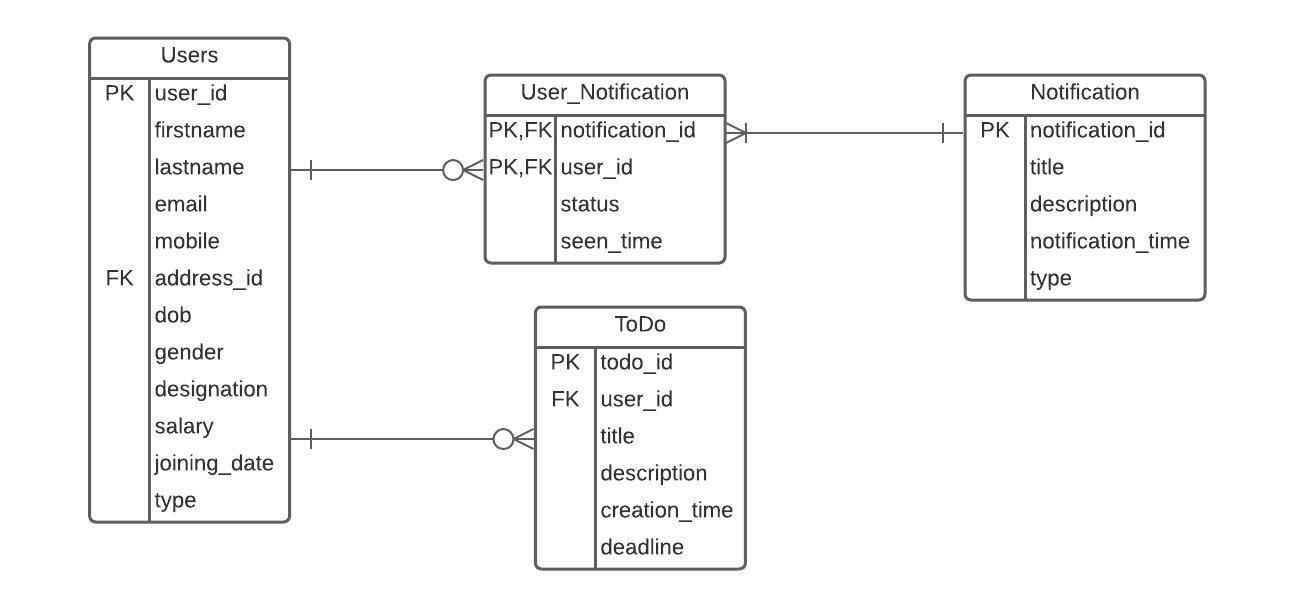 Users
PK user_id
firstname
lastname
email
mobile
FK address_id
dob
gender
designation
salary
joining_date
type
User_Notification
PK,FK notification_id
PK,FK user_id
status
seen_time
Notification
PK notification_id
title
description
notification_time
type
ToDo
PK todo_id
FK user_id
title
description
creation_time
deadline